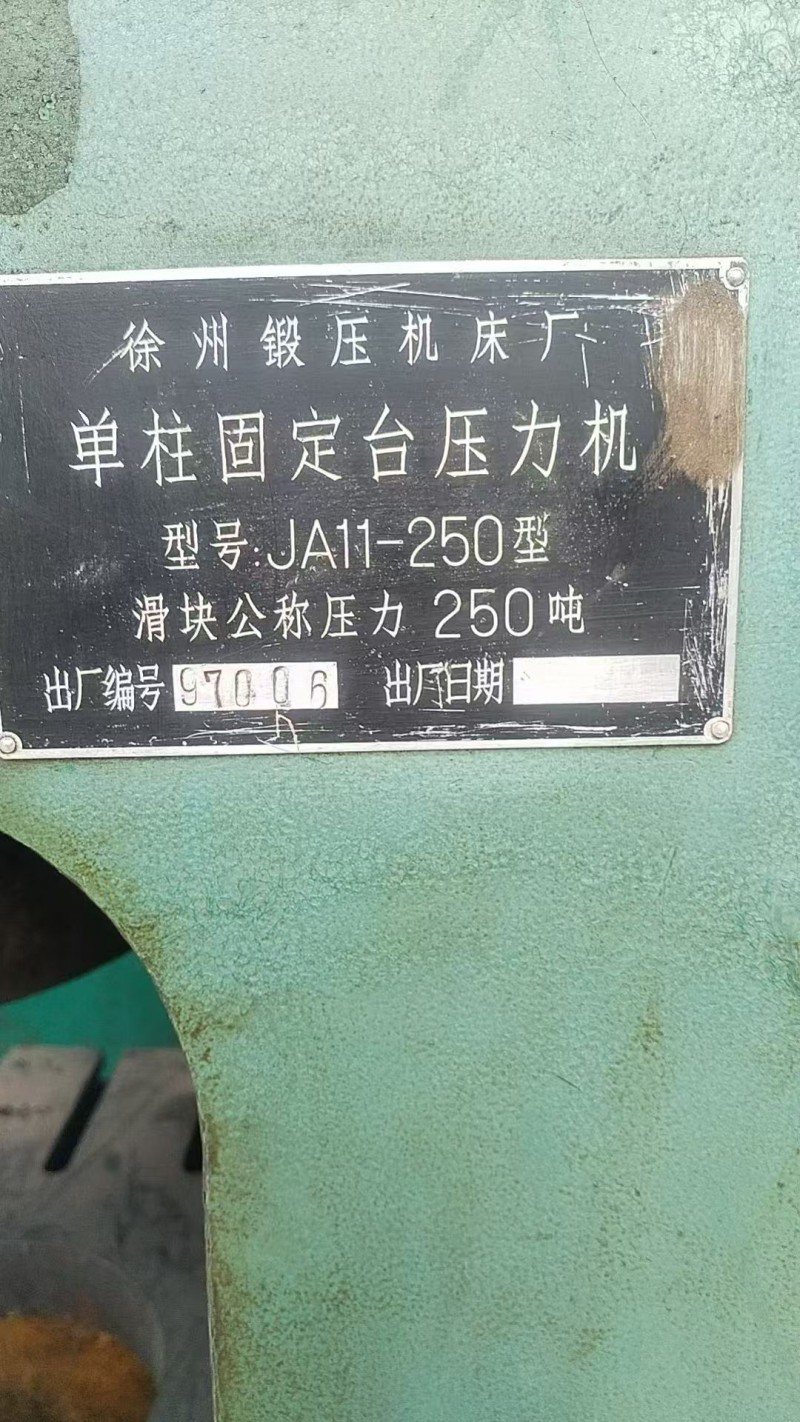 徐州锻压机床厂
单柱固定台压力机
型号:JA11-250型
滑块公称压力 250吨
出厂编号 97006 出厂日期